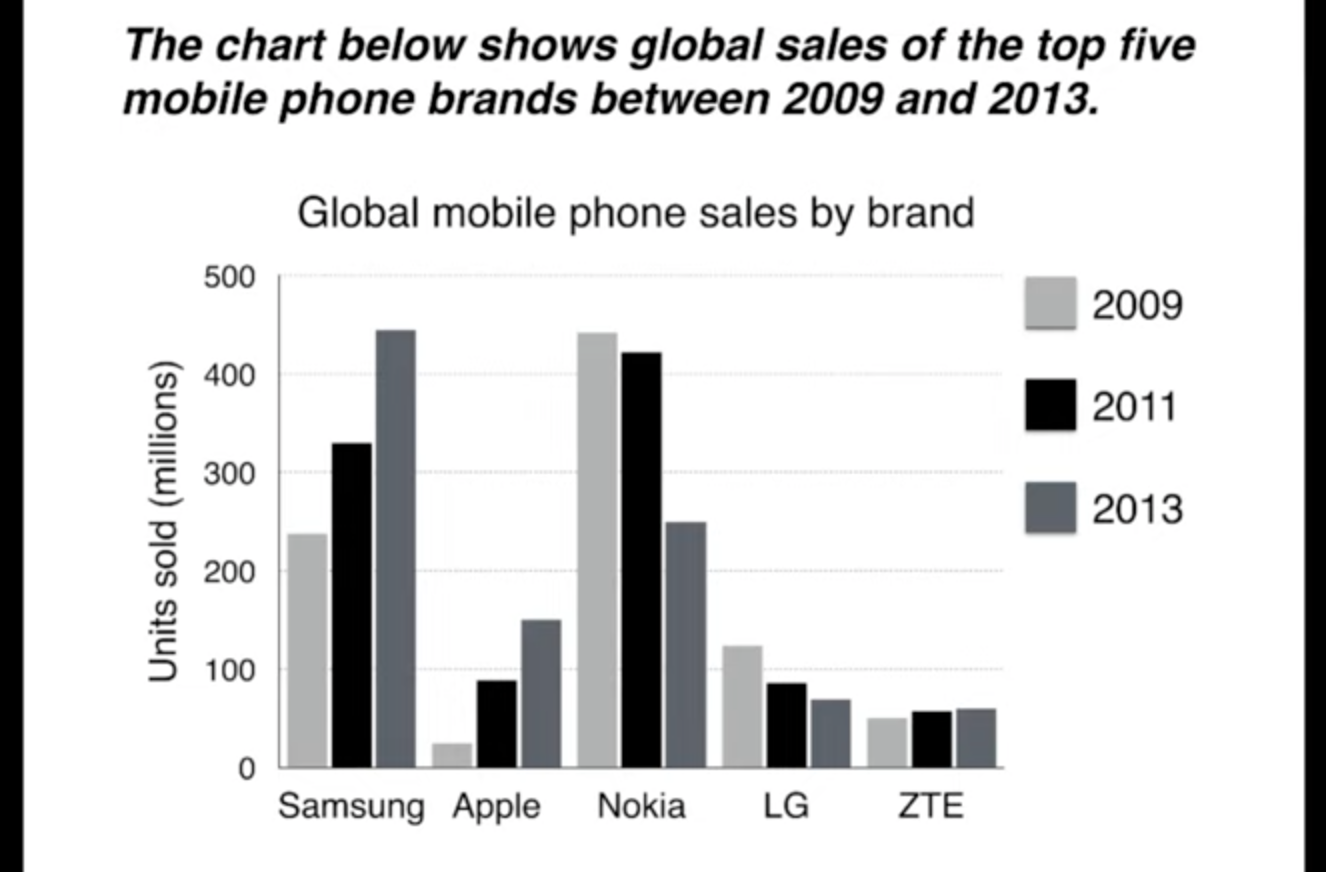 The chart below shows global sales of the top five
mobile phone brands between 2009 and 2013.
Global mobile phone sales by brand
Units sold (millions)
500
400
300
200
100
0
Samsung Apple Nokia LG ZTE
2009
2011
2013